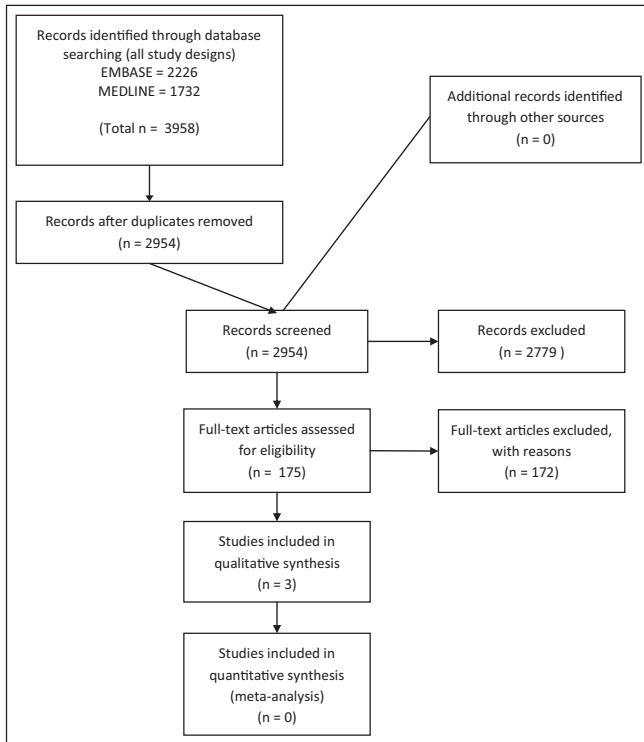 Records identified through database
searching (all study designs)
EMBASE = 2226
MEDLINE = 1732
(Total n = 3958)
Additional records identified
through other sources
(n = 0)
Records after duplicates removed
(n = 2954)
Records screened
(n = 2954)
Records excluded
(n = 2779 )
Full-text articles assessed
for eligibility
(n = 175)
Full-text articles excluded,
with reasons
(n = 172)
Studies included in
qualitative synthesis
(n = 3)
Studies included in
quantitative synthesis
(meta-analysis)
(n = 0)